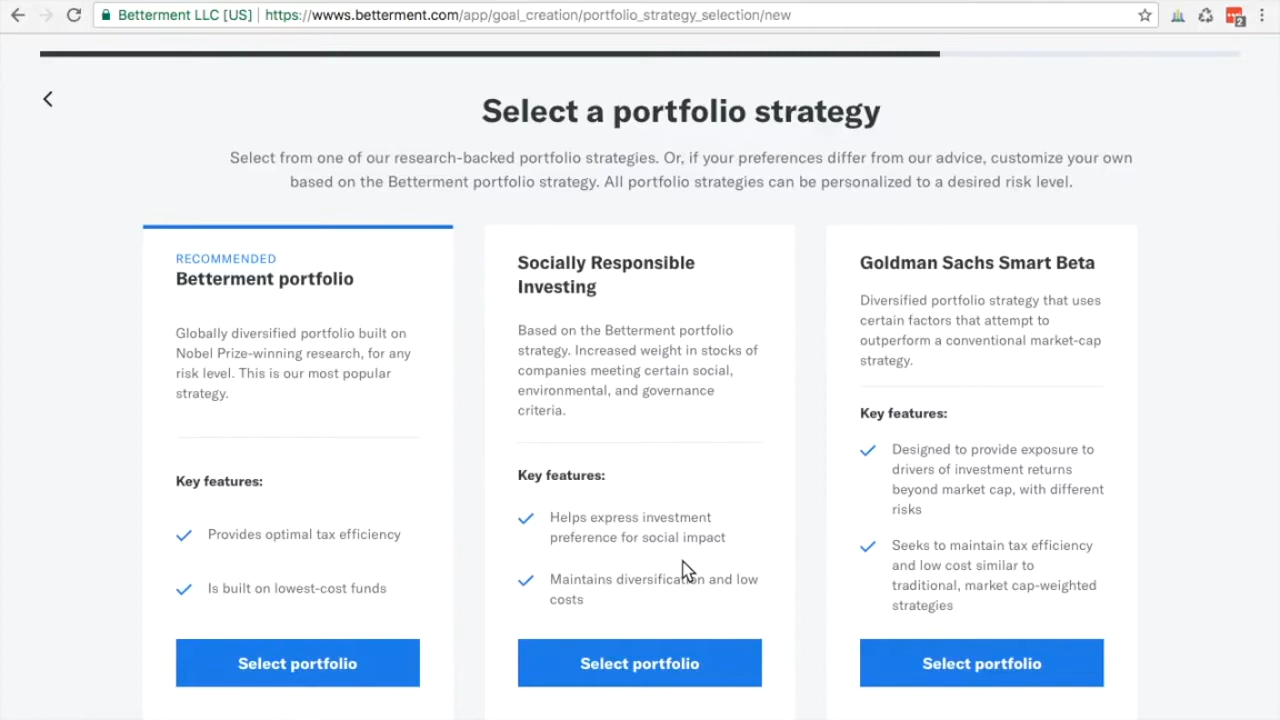 Betterment LLC [US] https://wwws.betterment.com/app/goal_creation/portfolio_strategy_selection/new
2
Select a portfolio strategy
Select from one of our research-backed portfolio strategies. Or, if your preferences differ from our advice, customize your own
based on the Betterment portfolio strategy. All portfolio strategies can be personalized to a desired risk level.
RECOMMENDED
Betterment portfolio
Globally diversified portfolio built on
Nobel Prize-winning research, for any
risk level. This is our most popular
strategy.
Key features:
Provides optimal tax efficiency
Is built on lowest-cost funds
Select portfolio
Socially Responsible
Investing
Based on the Betterment portfolio
strategy. Increased weight in stocks of
companies meeting certain social,
environmental, and governance
criteria.
Key features:
Helps express investment
preference for social impact
Maintains diversification and low
costs
Select portfolio
Goldman Sachs Smart Beta
Diversified portfolio strategy that uses
certain factors that attempt to
outperform a conventional market-cap
strategy.
Key features:
Designed to provide exposure to
drivers of investment returns
beyond market cap, with different
risks
Seeks to maintain tax efficiency
and low cost similar to
traditional, market cap-weighted
strategies
Select portfolio